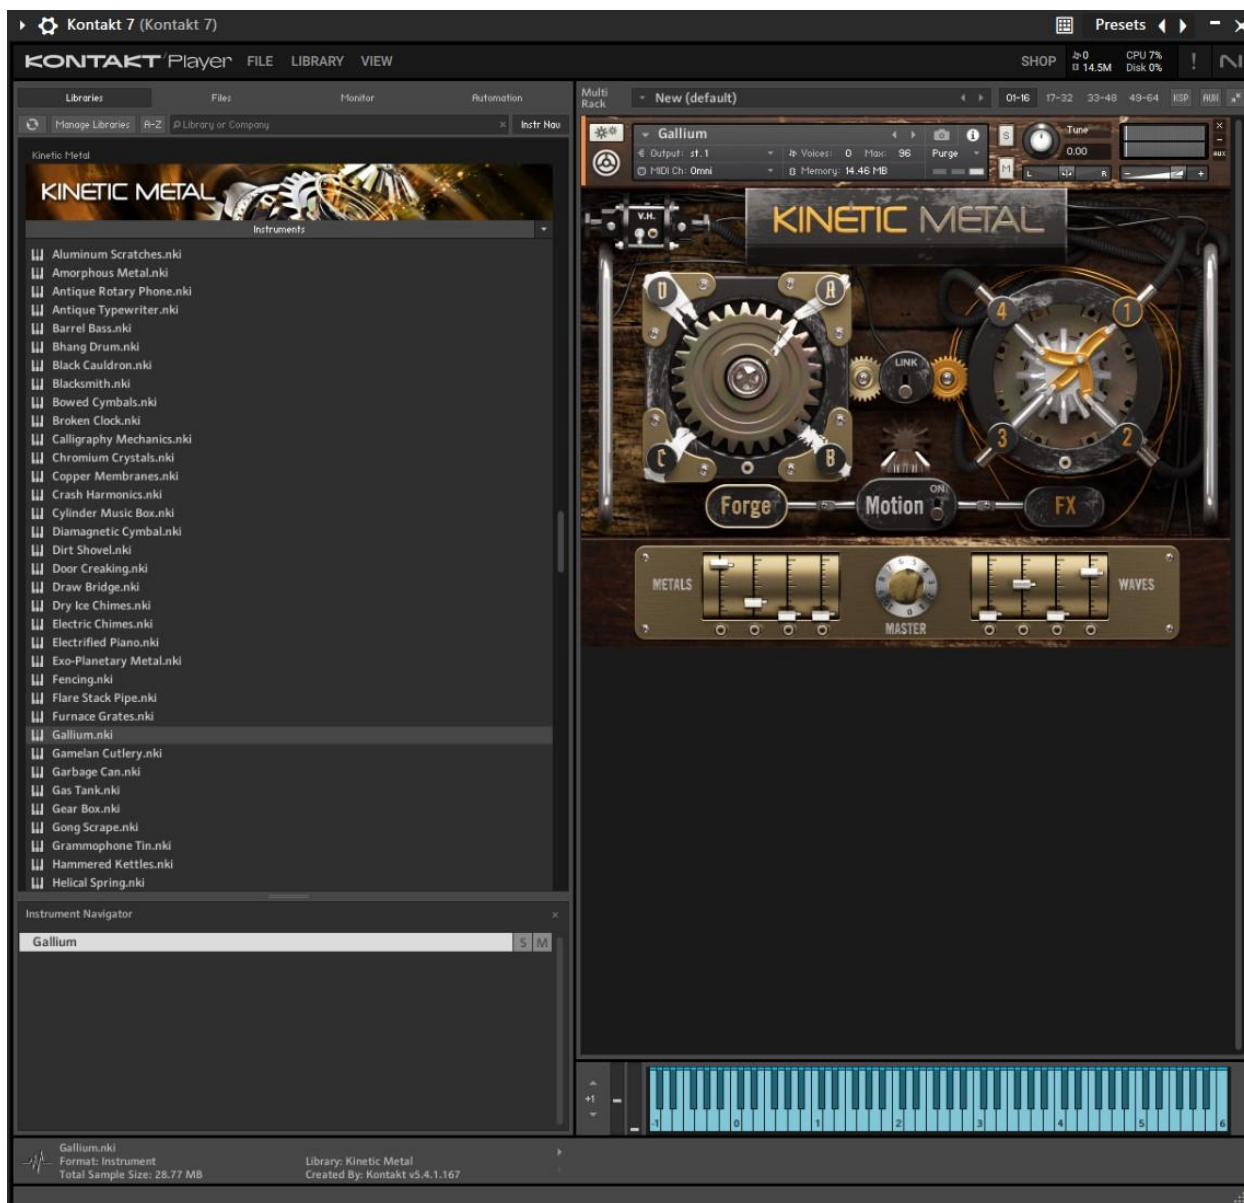 Kontakt 7 (Kontakt 7)
Presets
KONTAKT Player FILE LIBRARY VIEW
SHOP 0 14.5M CPU 7% Disk 0% !
Libraries Files Monitor Automation
Manage Libraries A-Z Library or Company × Instr Nav
Kinetic Metal
KINETIC METAL
Instruments
Aluminum Scratches.nki
Amorphous Metal.nki
Antique Rotary Phone.nki
Antique Typewriter.nki
Barrel Bass.nki
Bhang Drum.nki
Black Cauldron.nki
Blacksmith.nki
Bowed Cymbals.nki
Broken Clock.nki
Calligraphy Mechanics.nki
Chromium Crystals.nki
Copper Membranes.nki
Crash Harmonics.nki
Cylinder Music Box.nki
Diamagnetic Cymbal.nki
Dirt Shovel.nki
Door Creaking.nki
Draw Bridge.nki
Dry Ice Chimes.nki
Electric Chimes.nki
Electrified Piano.nki
Exo-Planetary Metal.nki
Fencing.nki
Flare Stack Pipe.nki
Furnace Grates.nki
Gallium.nki
Gamelan Cutlery.nki
Garbage Can.nki
Gas Tank.nki
Gear Box.nki
Gong Scrape.nki
Grammophone Tin.nki
Hammered Kettles.nki
Helical Spring.nki
Instrument Navigator ×
Gallium S M
Gallium.nki
Format: Instrument Library: Kinetic Metal
Total Sample Size: 28.77 MB Created By: Kontakt v5.4.1.167
Multi Rack New (default) 01-16 17-32 33-48 49-64 KSP AUX
Gallium S Tune
Output: st.1 Voices: 0 Max: 96 Purge 0.00 AUX
MIDI Ch: Omni Memory: 14.46 MB M L R - +
V.H.
KINETIC METAL
D A 4 1
LINK
C B 3 2
Forge Motion ON FX
METALS MASTER WAVES
+1
-1 0 1 2 3 4 5 6